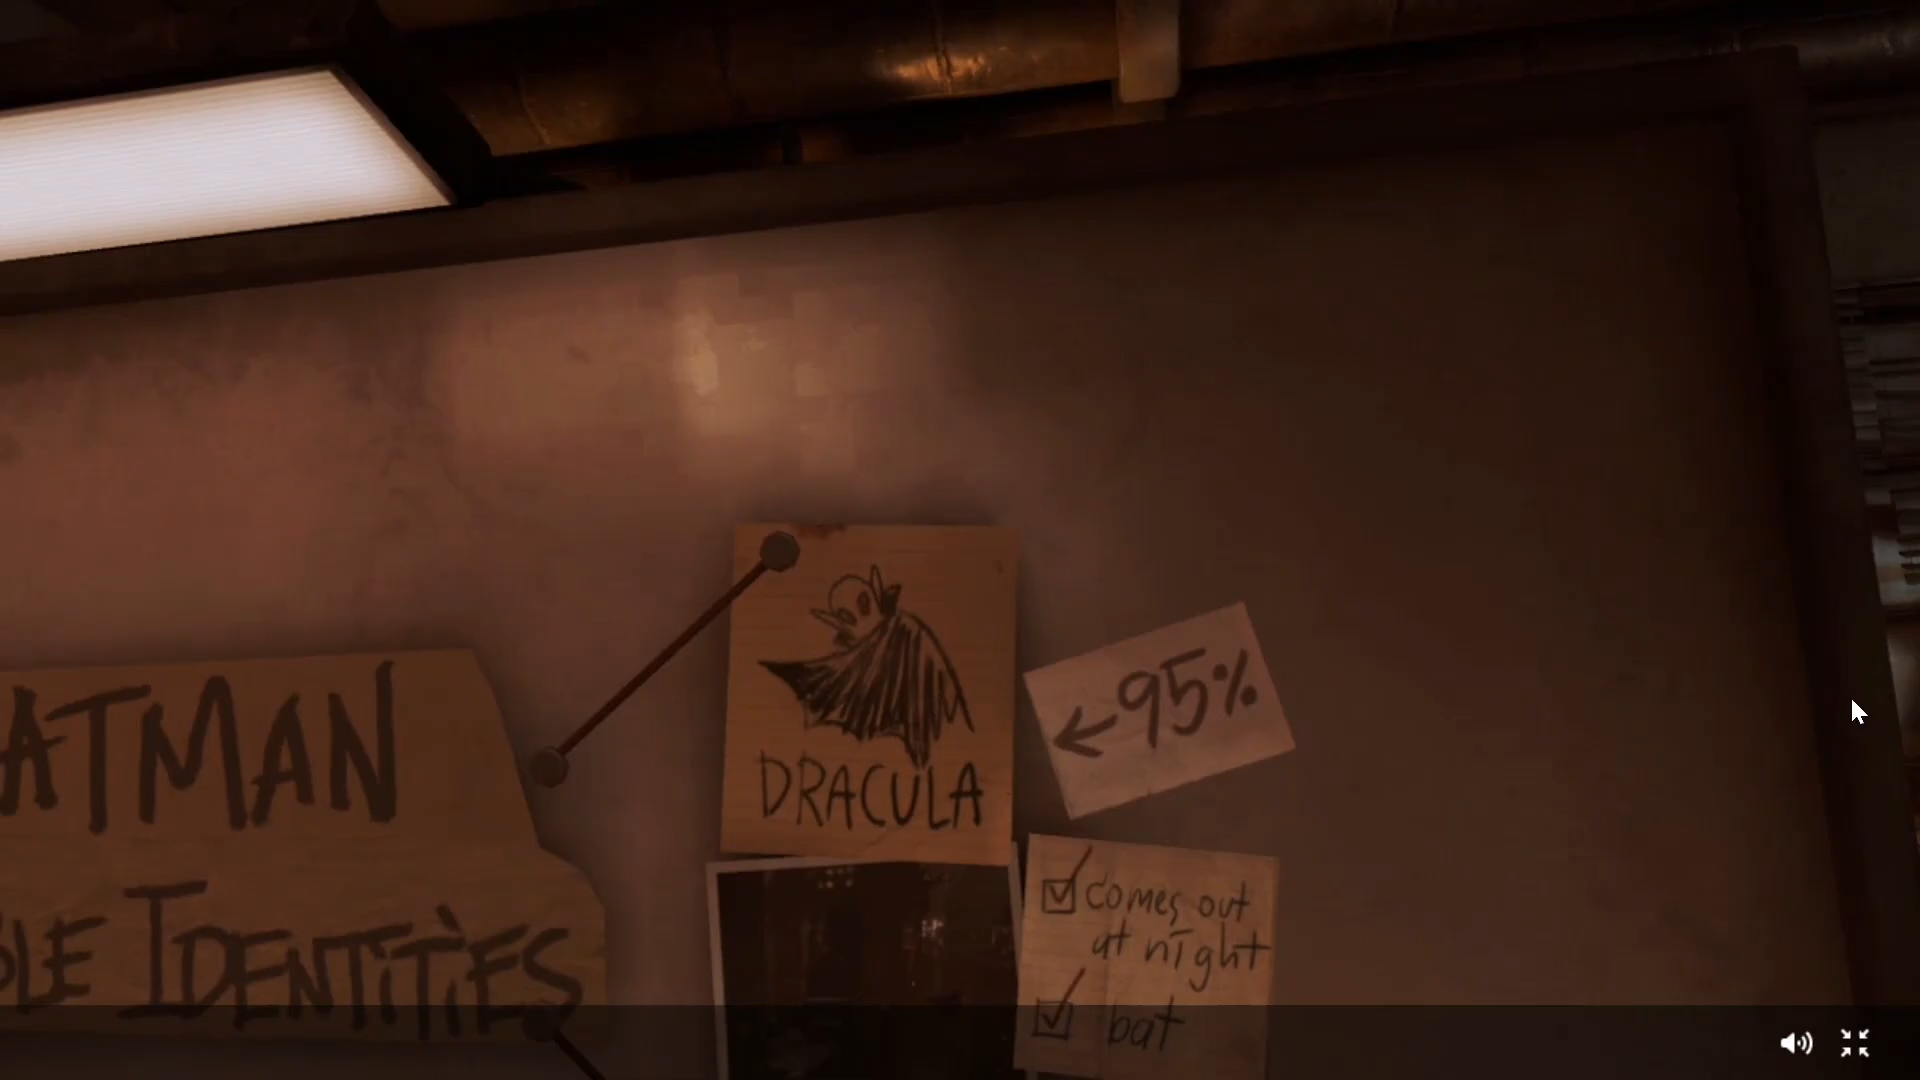 ATMAN
LE IDENTITIES
DRACULA
←95%
☑ comes out
at night
☑ bat